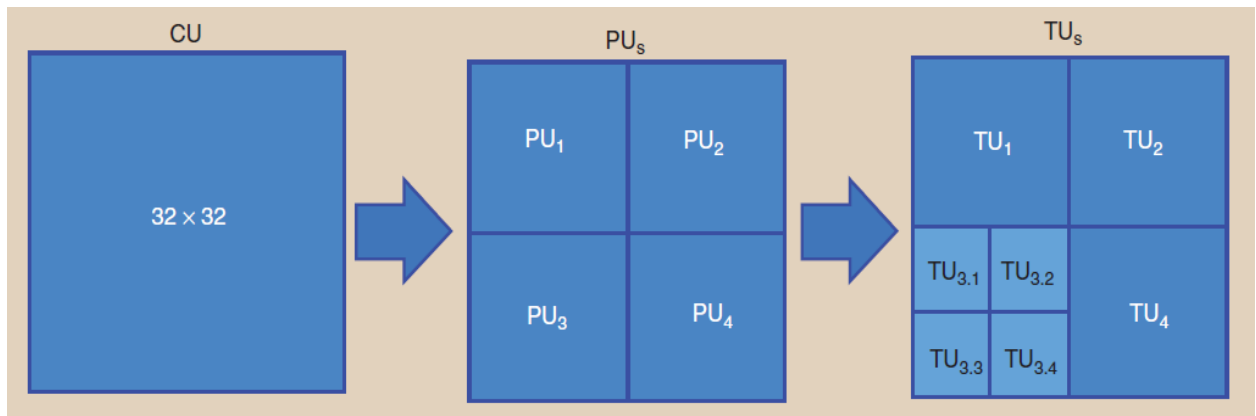 CU
PUs
TUs
32 × 32
PU1
PU2
PU3
PU4
TU1
TU2
TU3.1
TU3.2
TU3.3
TU3.4
TU4